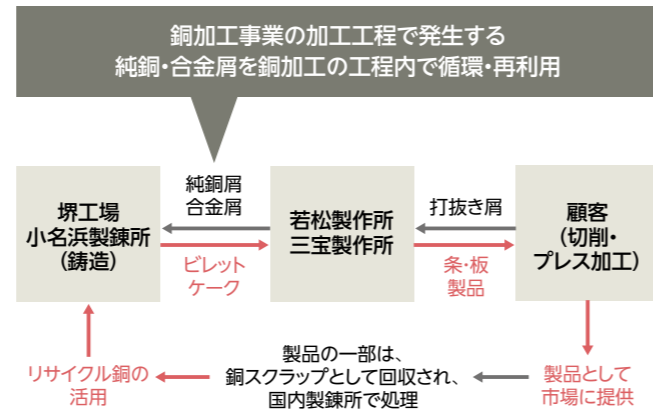 銅加工事業の加工工程で発生する
純銅・合金屑を銅加工の工程内で循環・再利用
堺工場
小名浜製錬所
（鋳造）
純銅屑
合金屑
ビレット
ケーク
若松製作所
三宝製作所
打抜き屑
条・板
製品
顧客
（切削・
プレス加工）
製品として
市場に提供
製品の一部は、
銅スクラップとして回収され、
国内製錬所で処理
リサイクル銅の
活用